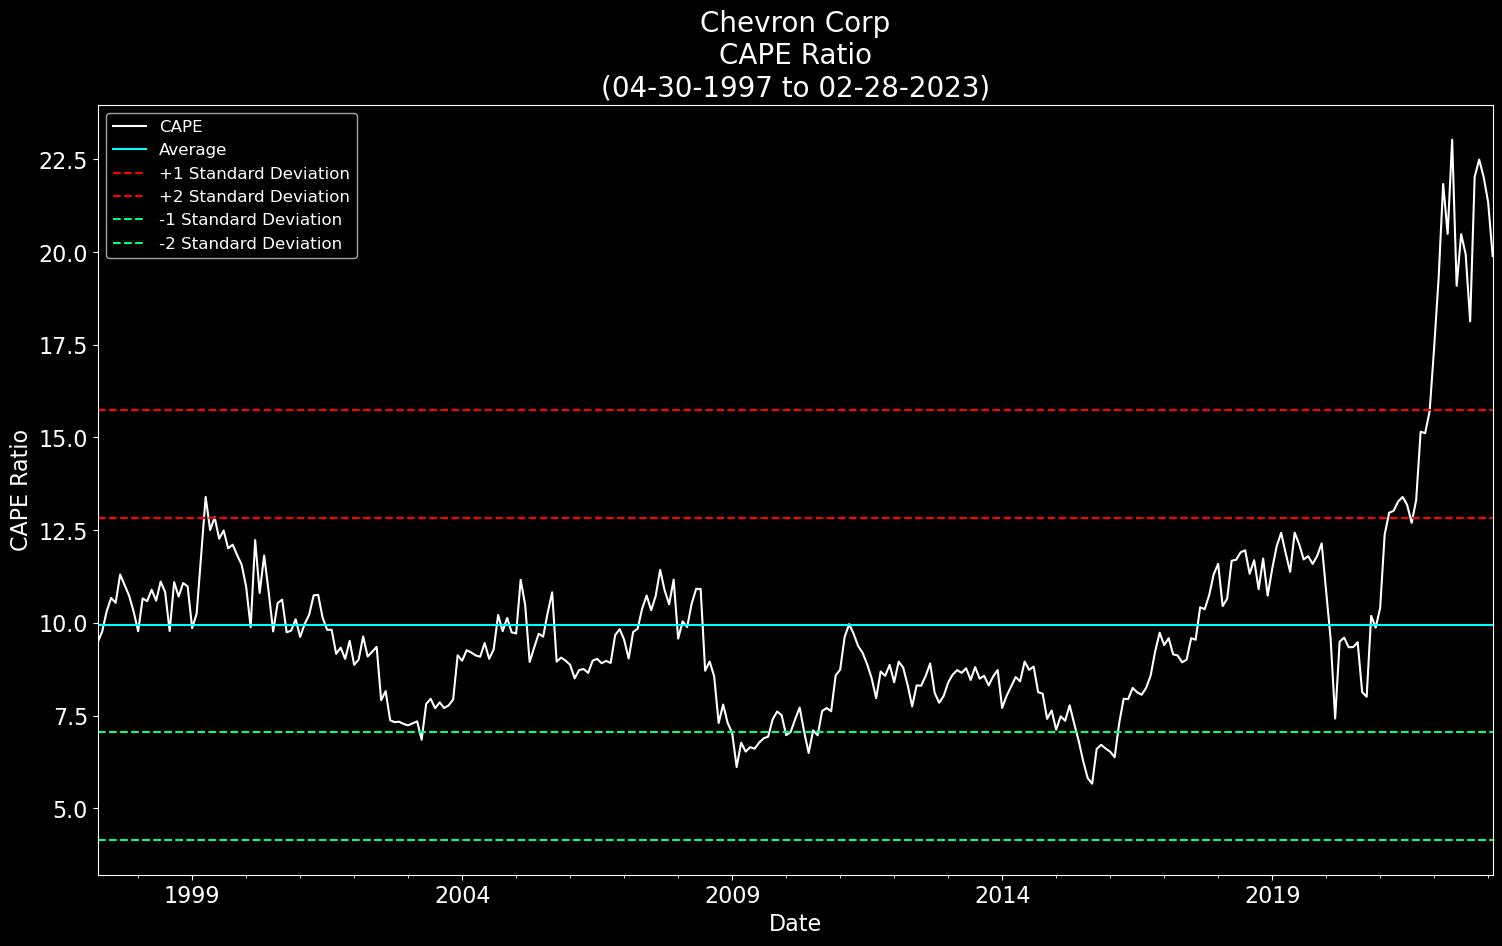 Chevron Corp
CAPE Ratio
(04-30-1997 to 02-28-2023)
CAPE
Average
+1 Standard Deviation
+2 Standard Deviation
-1 Standard Deviation
-2 Standard Deviation
CAPE Ratio
22.5
20.0
17.5
15.0
12.5
10.0
7.5
5.0
1999 2004 2009 2014 2019
Date